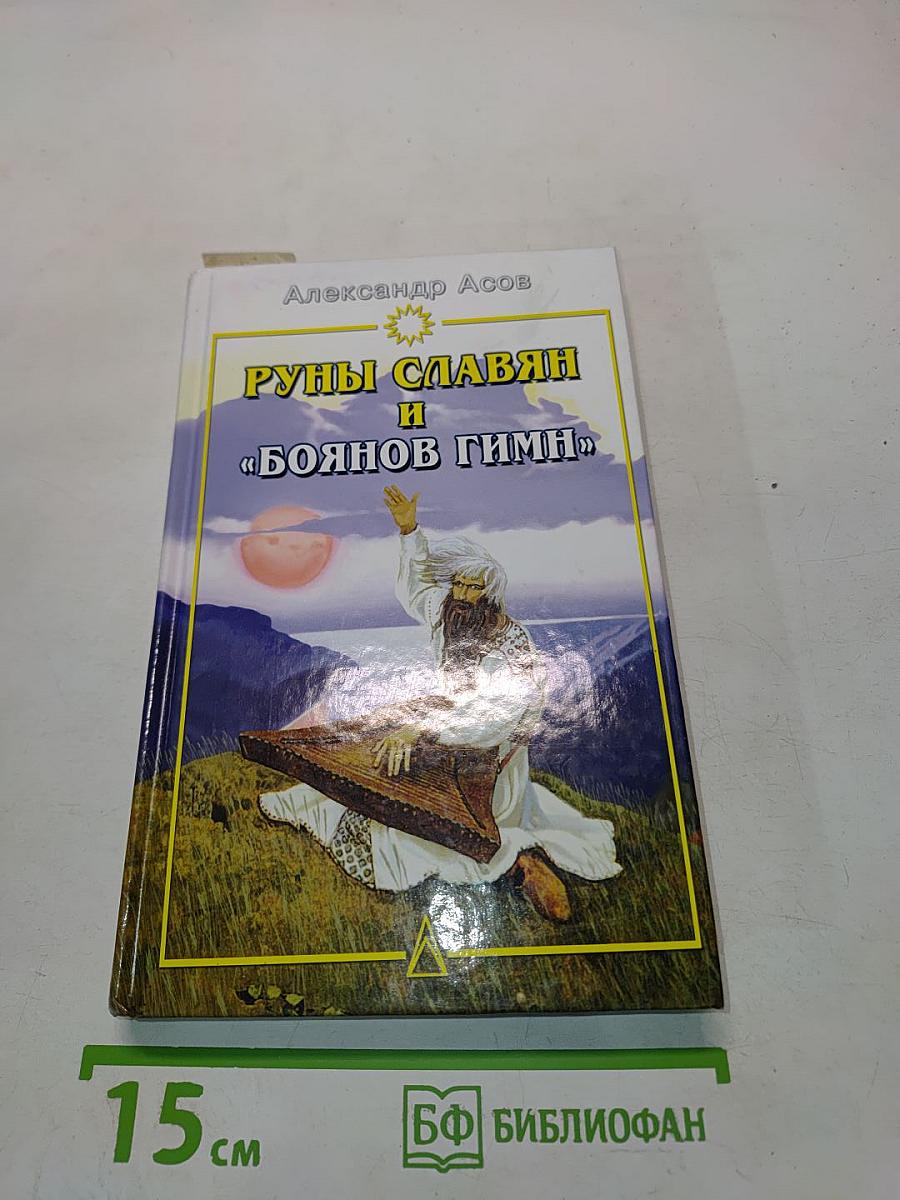 Александр Асов
РУНЫ СЛАВЯН
И
«БОЯНОВ ГИМН»
15 см
БФ БИБЛИОФАН